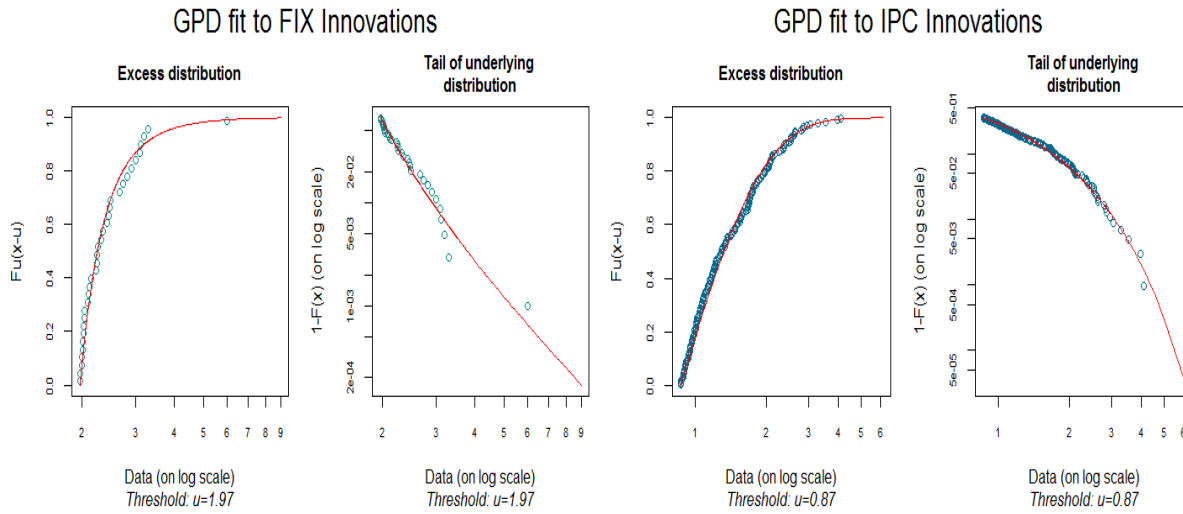 GPD fit to FIX Innovations
Excess distribution
Fu(x-u)
0.0 0.2 0.4 0.6 0.8 1.0
2 3 4 5 6 7 8 9
Data (on log scale)
Threshold: u=1.97
Tail of underlying
distribution
1-F(x) (on log scale)
2e-04 1e-03 5e-03 2e-02
2 3 4 5 6 7 8 9
Data (on log scale)
Threshold: u=1.97
GPD fit to IPC Innovations
Excess distribution
Fu(x-u)
0.0 0.2 0.4 0.6 0.8 1.0
1 2 3 4 5 6
Data (on log scale)
Threshold: u=0.87
Tail of underlying
distribution
1-F(x) (on log scale)
5e-05 5e-04 5e-03 5e-02 5e-01
1 2 3 4 5 6
Data (on log scale)
Threshold: u=0.87